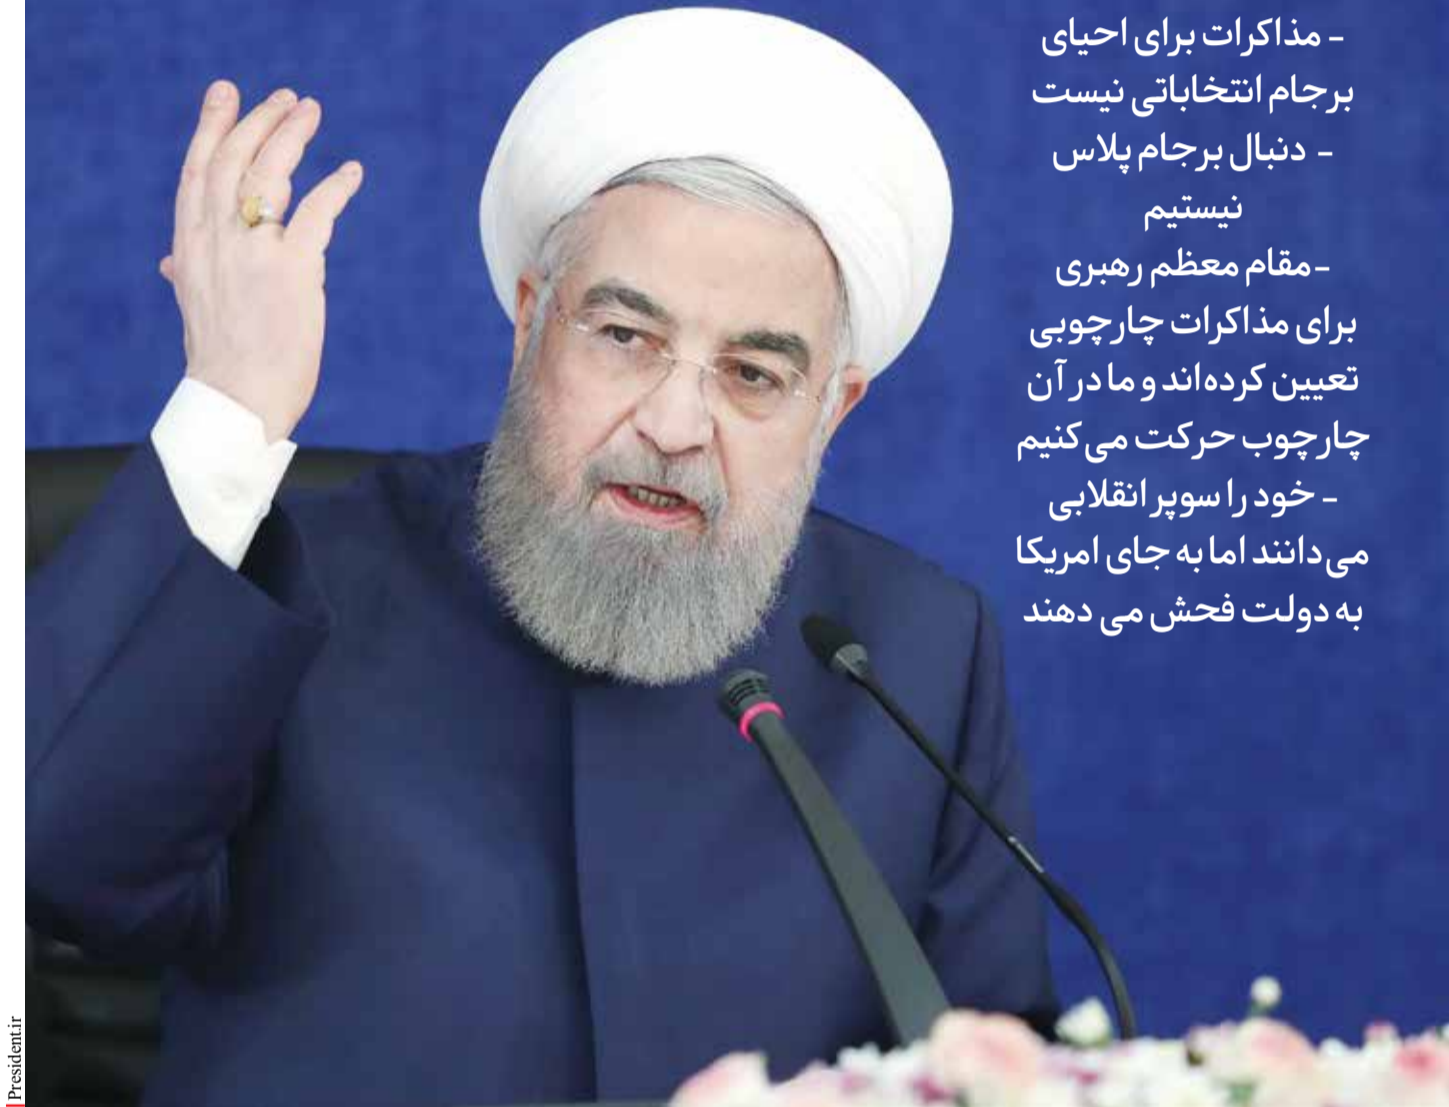 - مذاکرات برای احیای
برجام انتخاباتی نیست
- دنبال برجام پلاس
نیستیم
-مقام معظم رهبری
برای مذاکرات چارچوبی
تعیین کرده‌اند و ما در آن
چارچوب حرکت می‌کنیم
- خود را سوپر انقلابی
می‌دانند اما به جای امریکا
به دولت فحش می دهند
President.ir